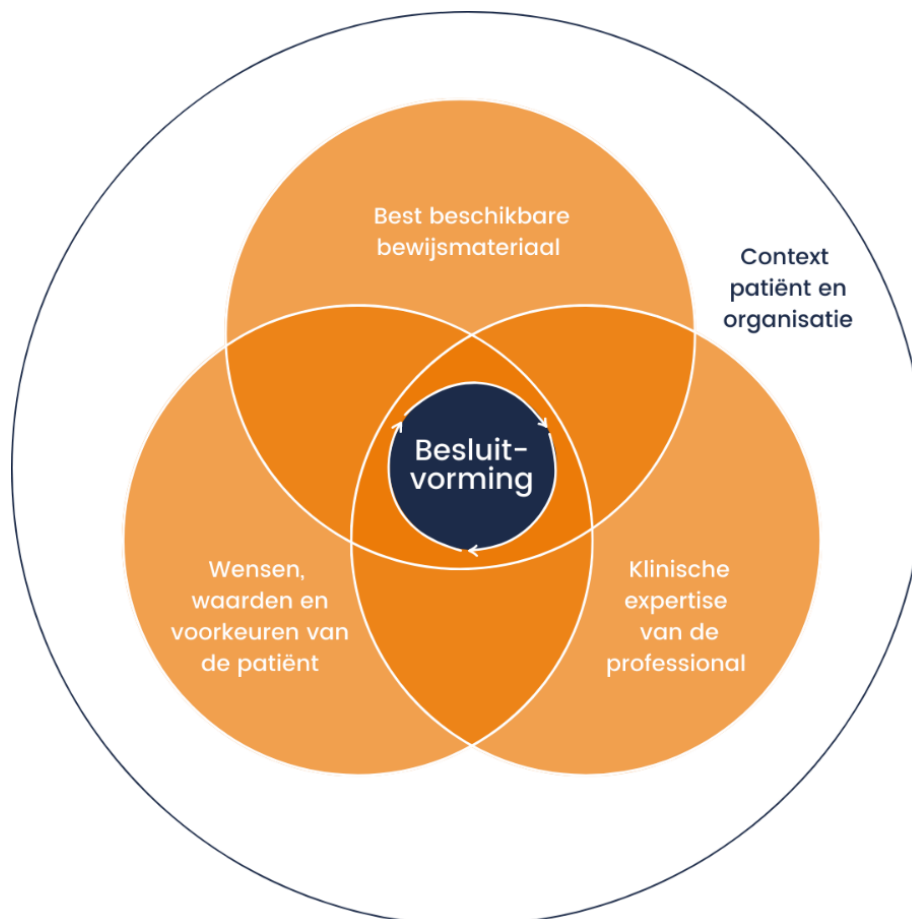 Best beschikbare
bewijsmateriaal
Context
patiënt en
organisatie
Besluit-
vorming
Wensen,
waarden en
voorkeuren van
de patiënt
Klinische
expertise
van de
professional